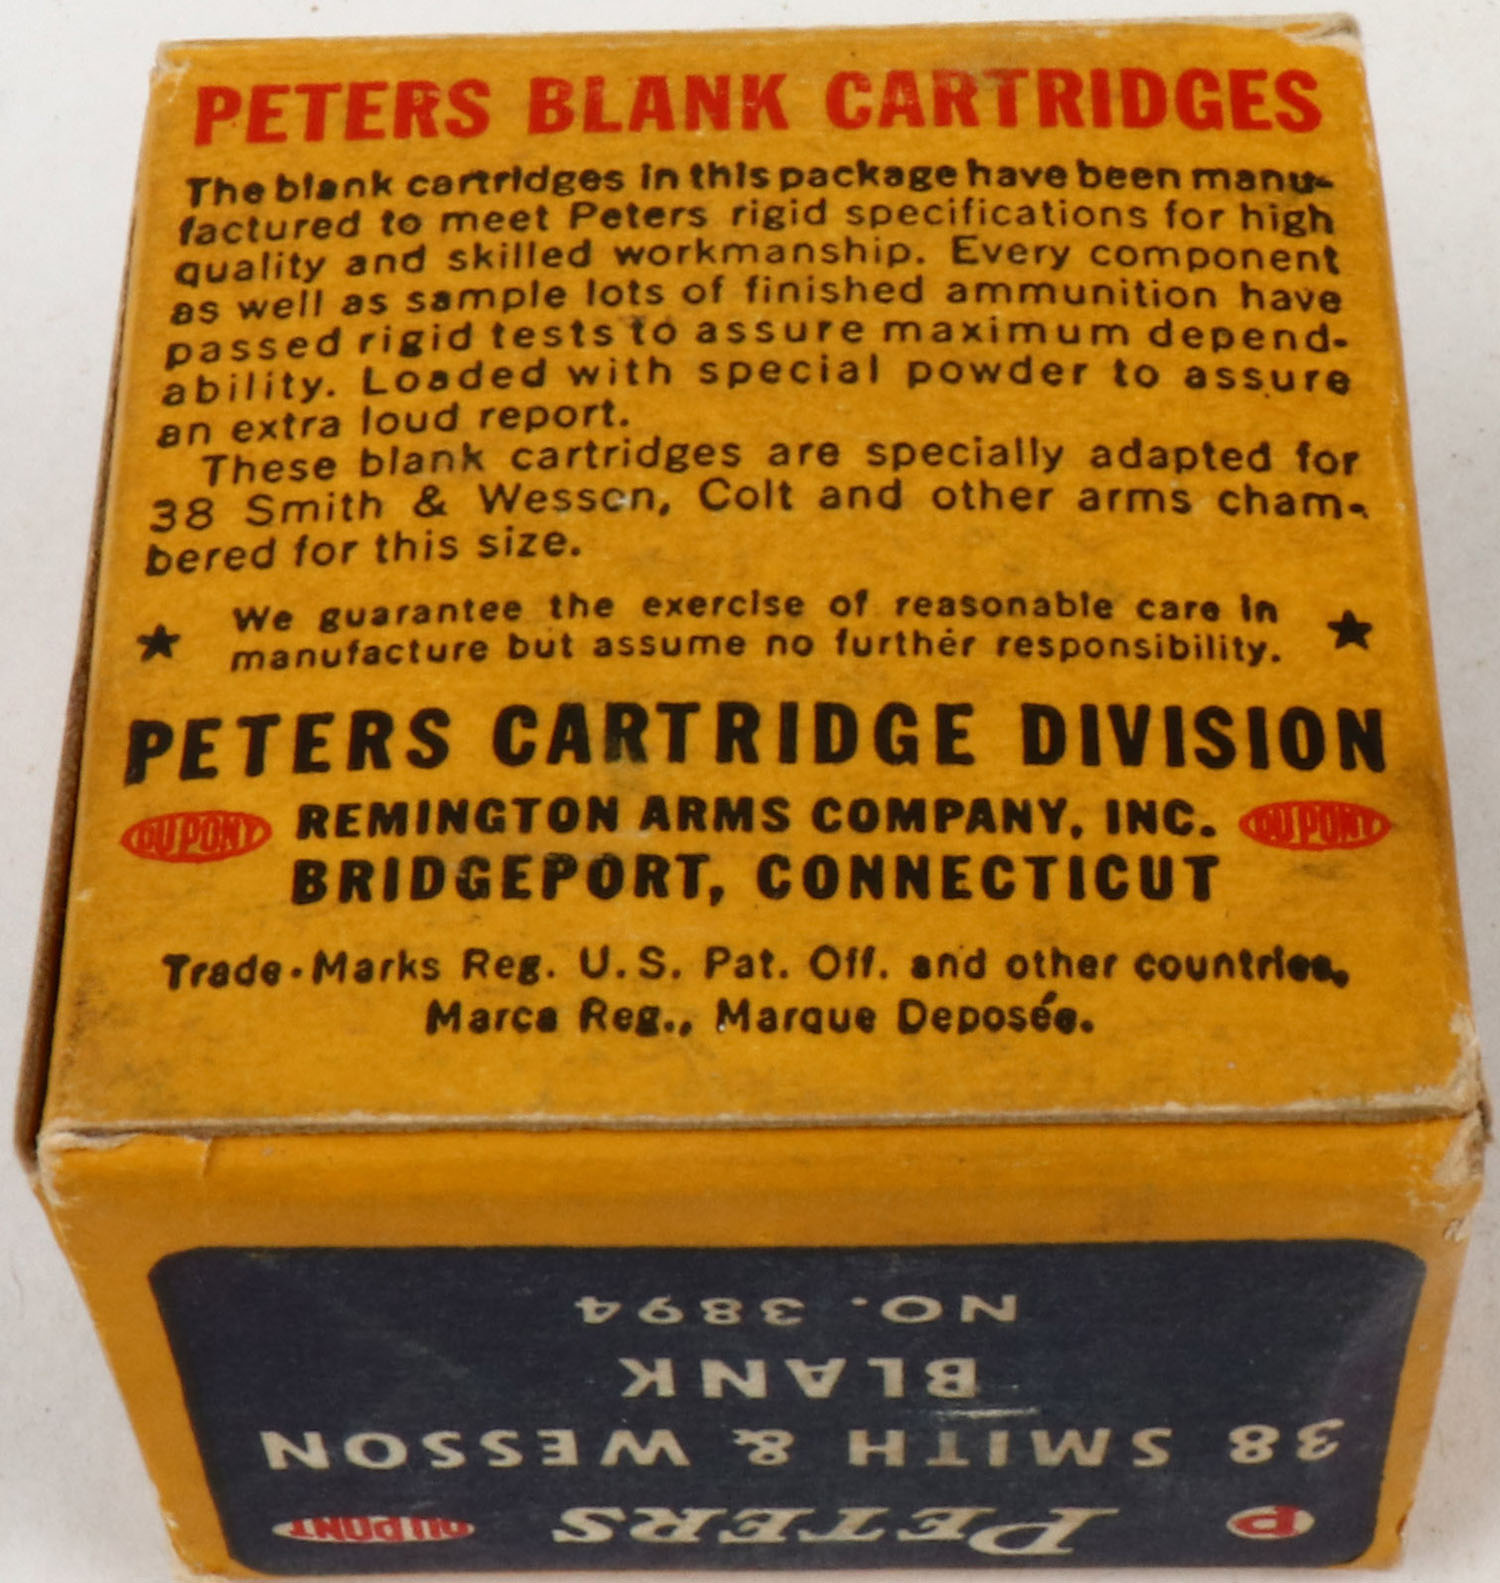 PETERS BLANK CARTRIDGES
The blank cartridges in this package have been manu-
factured to meet Peters rigid specifications for high
quality and skilled workmanship. Every component
as well as sample lots of finished ammunition have
passed rigid tests to assure maximum depend-
ability. Loaded with special powder to assure
an extra loud report.
These blank cartridges are specially adapted for
38 Smith & Wesson, Colt and other arms cham-
bered for this size.
★ We guarantee the exercise of reasonable care in ★
manufacture but assume no further responsibility.
PETERS CARTRIDGE DIVISION
DU PONT REMINGTON ARMS COMPANY, INC. DU PONT
BRIDGEPORT, CONNECTICUT
Trade-Marks Reg. U.S. Pat. Off. and other countries,
Marca Reg., Marque Deposée.
P PETERS DU PONT
38 SMITH & WESSON
BLANK
NO. 3894